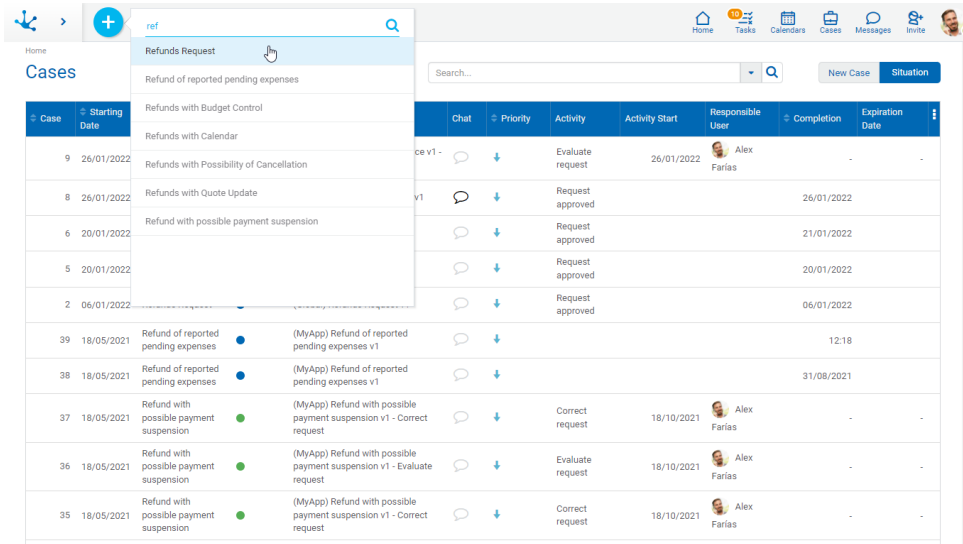 ref
10
Home
Tasks
Calendars
Cases
Messages
Invite
Refunds Request
Refund of reported pending expenses
Refunds with Budget Control
Refunds with Calendar
Refunds with Possibility of Cancellation
Refunds with Quote Update
Refund with possible payment suspension
Home
Cases
Search...
New Case
Situation
Case
Starting
Date
Chat
Priority
Activity
Activity Start
Responsible
User
Completion
Expiration
Date
9 26/01/2022 ce v1 - Evaluate
request 26/01/2022 Alex
Farías - -
8 26/01/2022 v1 Request
approved 26/01/2022
6 20/01/2022 Request
approved 21/01/2022
5 20/01/2022 Request
approved 20/01/2022
2 06/01/2022 Request
approved 06/01/2022
39 18/05/2021 Refund of reported
pending expenses
(MyApp) Refund of reported
pending expenses v1
12:18
38 18/05/2021 Refund of reported
pending expenses
(MyApp) Refund of reported
pending expenses v1
31/08/2021
37 18/05/2021 Refund with
possible payment
suspension
(MyApp) Refund with possible
payment suspension v1 - Correct
request
Correct
request
18/10/2021
Alex
Farías
- -
36 18/05/2021 Refund with
possible payment
suspension
(MyApp) Refund with possible
payment suspension v1 - Evaluate
request
Evaluate
request
18/10/2021
Alex
Farías
- -
35 18/05/2021 Refund with
possible payment
suspension
(MyApp) Refund with possible
payment suspension v1 - Correct
request
Correct
request
18/10/2021
Alex
Farías
- -